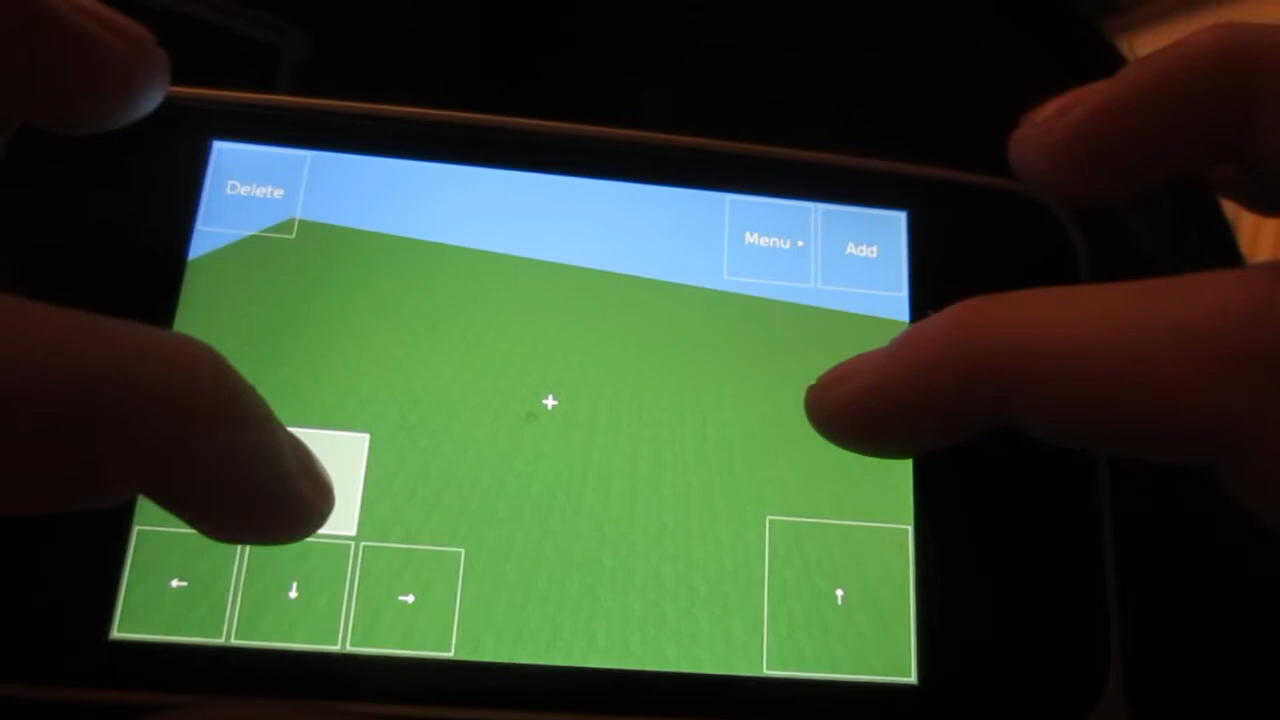 Delete
Menu ▸
Add
← ↓ →
↑